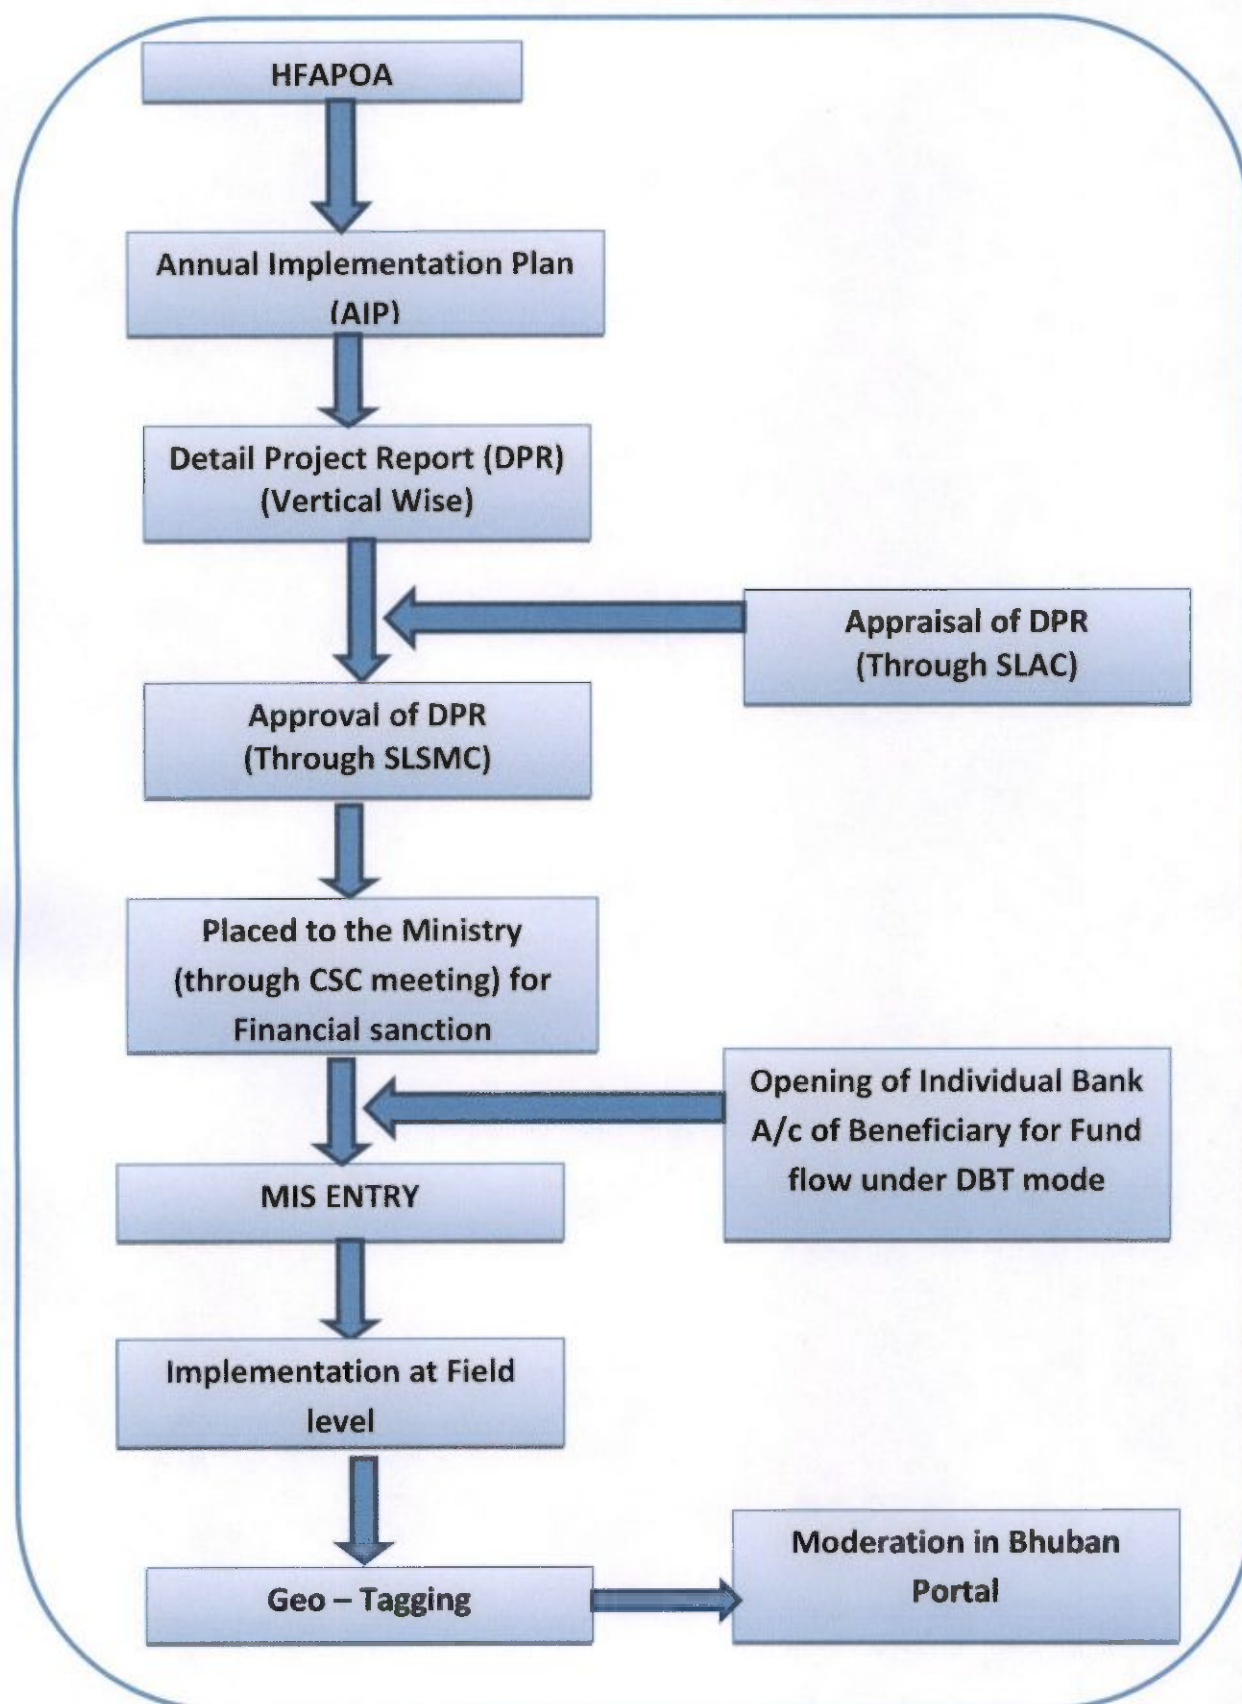 HFAPOA
Annual Implementation Plan
(AIP)
Detail Project Report (DPR)
(Vertical Wise)
Appraisal of DPR
(Through SLAC)
Approval of DPR
(Through SLSMC)
Placed to the Ministry
(through CSC meeting) for
Financial sanction
Opening of Individual Bank
A/c of Beneficiary for Fund
flow under DBT mode
MIS ENTRY
Implementation at Field
level
Geo – Tagging
Moderation in Bhuban
Portal